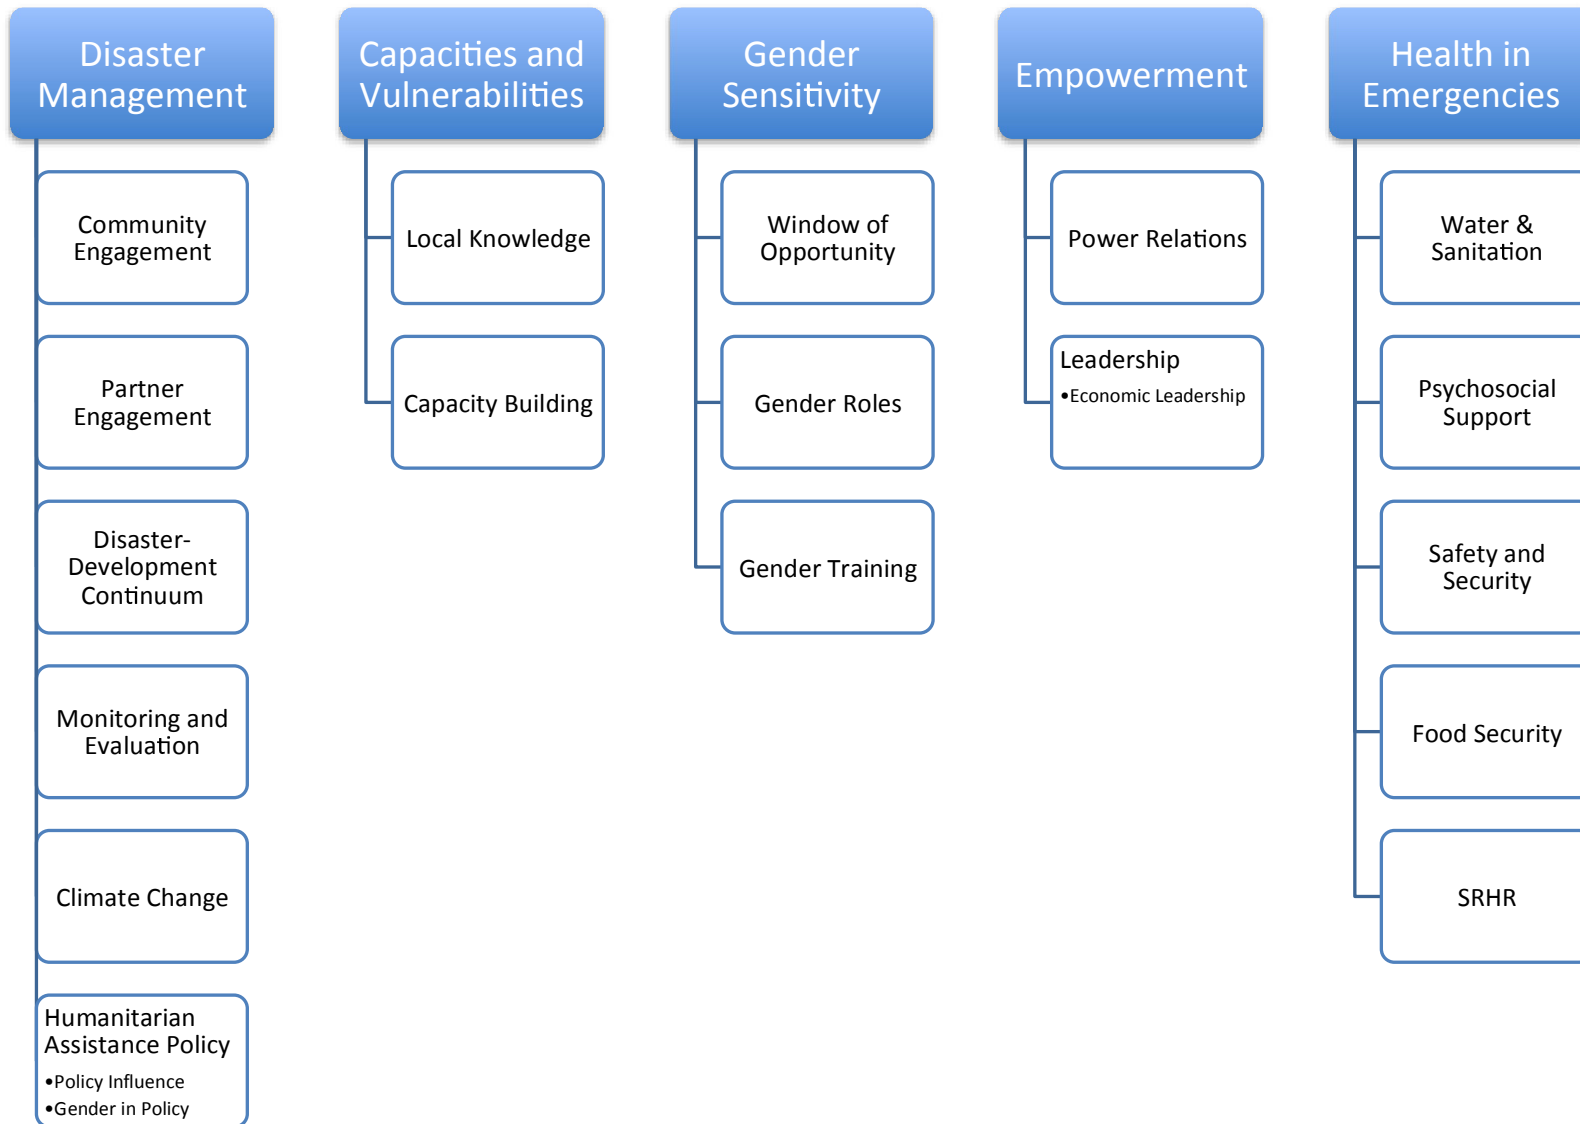 Disaster
Management
Community
Engagement
Partner
Engagement
Disaster-
Development
Continuum
Monitoring and
Evaluation
Climate Change
Humanitarian
Assistance Policy
•Policy Influence
•Gender in Policy
Capacities and
Vulnerabilities
Local Knowledge
Capacity Building
Gender
Sensitivity
Window of
Opportunity
Gender Roles
Gender Training
Empowerment
Power Relations
Leadership
•Economic Leadership
Health in
Emergencies
Water &
Sanitation
Psychosocial
Support
Safety and
Security
Food Security
SRHR